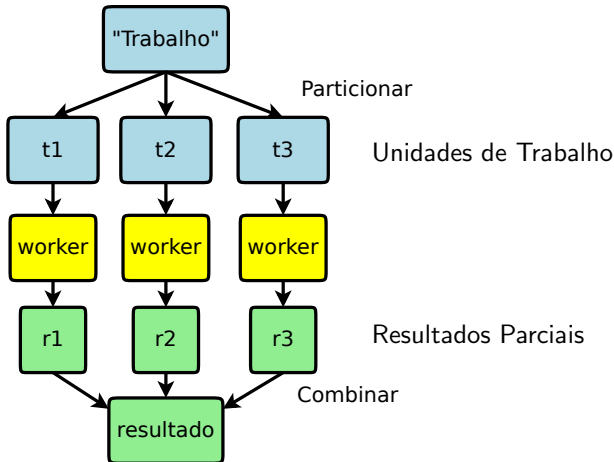 "Trabalho"
Particionar
t1 t2 t3 Unidades de Trabalho
worker worker worker
r1 r2 r3 Resultados Parciais
Combinar
resultado